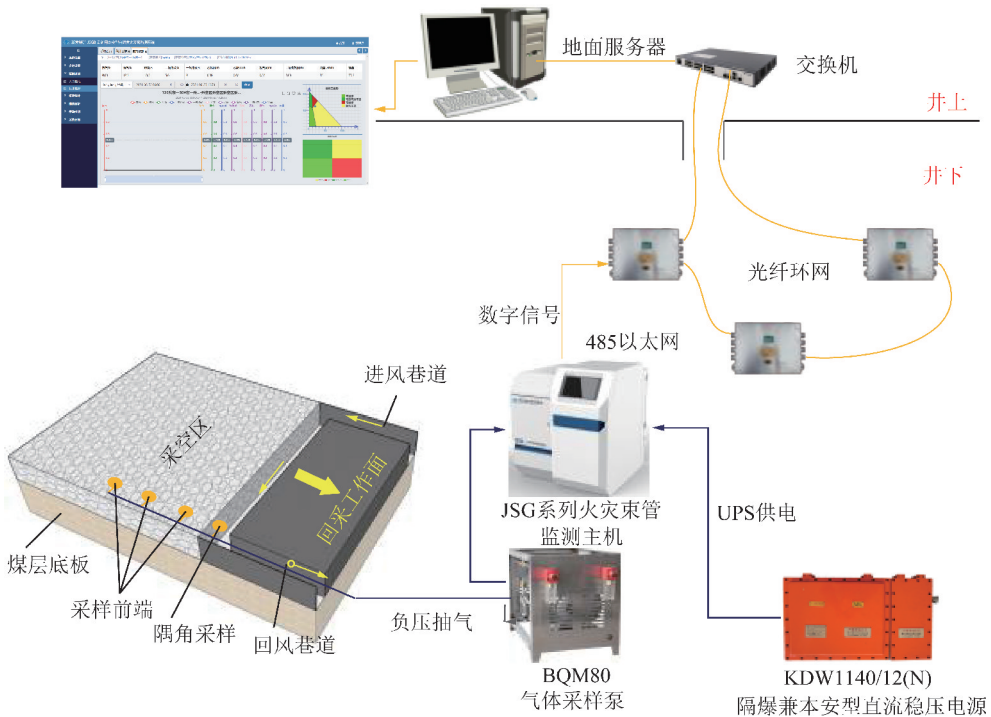 地面服务器
交换机
井上
井下
光纤环网
数字信号
485以太网
进风巷道
采空区
回采工作面
JSG系列火灾束管
监测主机
UPS供电
煤层底板
采样前端
隅角采样
回风巷道
负压抽气
BQM80
气体采样泵
KDW1140/12(N)
隔爆兼本安型直流稳压电源